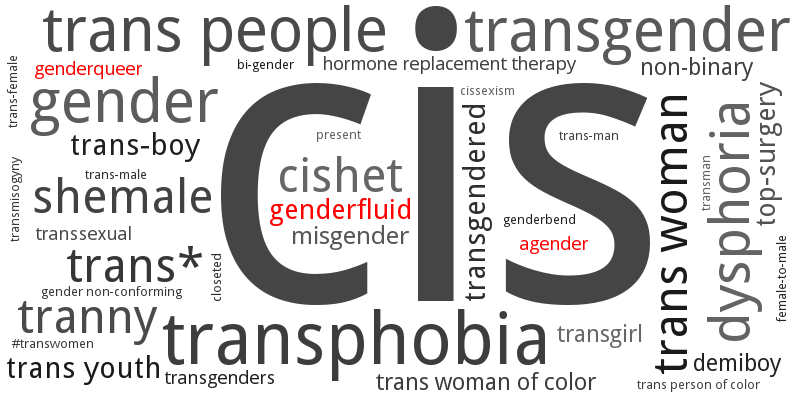 trans people
transgender
genderqueer
bi-gender
hormone replacement therapy
non-binary
trans-female
gender
cissexism
top-surgery
CIS
trans-boy
present
trans-man
trans woman
dysphoria
transgendered
cishet
transman
transmisogyny
trans-male
shemale
genderfluid
genderbend
transsexual
misgender
agender
trans*
closeted
female-to-male
gender non-conforming
tranny
transphobia
transgirl
#transwomen
trans youth
transgenders
demiboy
trans woman of color
trans person of color